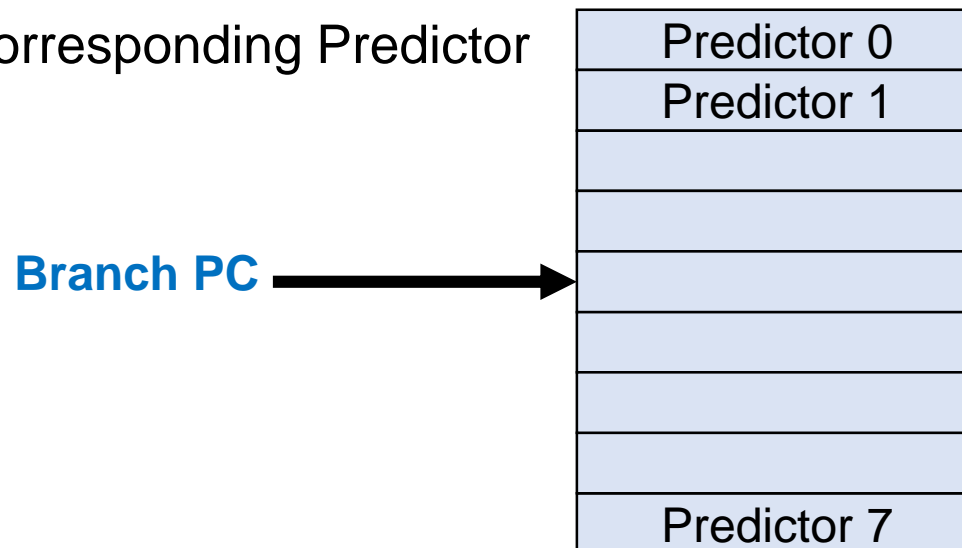 orresponding Predictor
Predictor 0
Predictor 1
Branch PC
Predictor 7